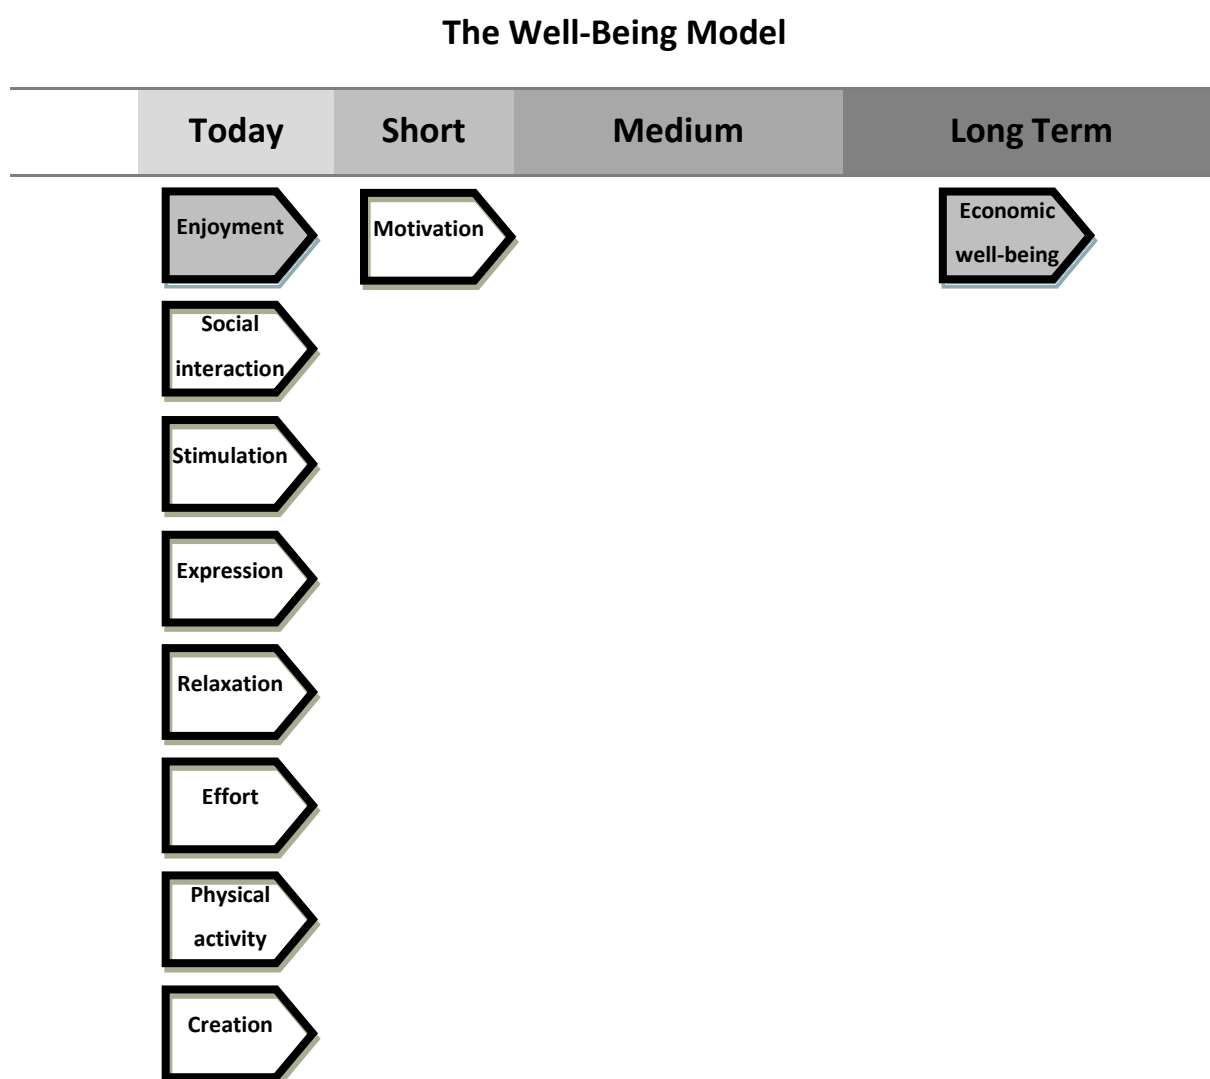 The Well-Being Model
Today Short Medium Long Term
Enjoyment Motivation Economic
well-being
Social
interaction
Stimulation
Expression
Relaxation
Effort
Physical
activity
Creation